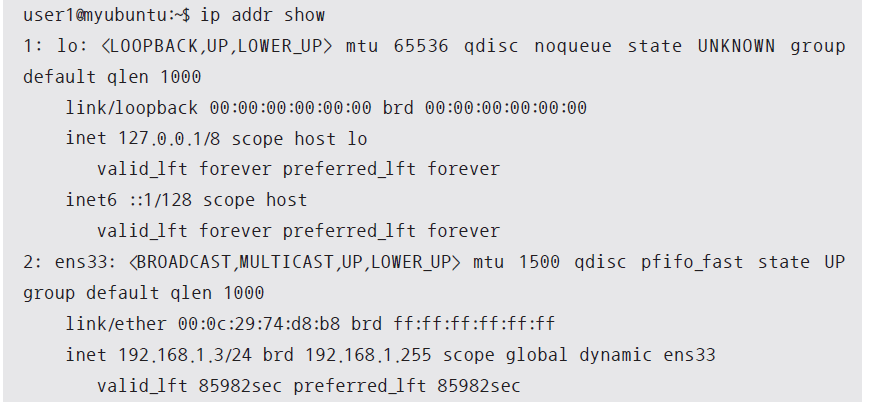 user1@myubuntu:~$ ip addr show
1: lo: <LOOPBACK,UP,LOWER_UP> mtu 65536 qdisc noqueue state UNKNOWN group
default qlen 1000
link/loopback 00:00:00:00:00:00 brd 00:00:00:00:00:00
inet 127.0.0.1/8 scope host lo
valid_lft forever preferred_lft forever
inet6 ::1/128 scope host
valid_lft forever preferred_lft forever
2: ens33: <BROADCAST,MULTICAST,UP,LOWER_UP> mtu 1500 qdisc pfifo_fast state UP
group default qlen 1000
link/ether 00:0c:29:74:d8:b8 brd ff:ff:ff:ff:ff:ff
inet 192.168.1.3/24 brd 192.168.1.255 scope global dynamic ens33
valid_lft 85982sec preferred_lft 85982sec